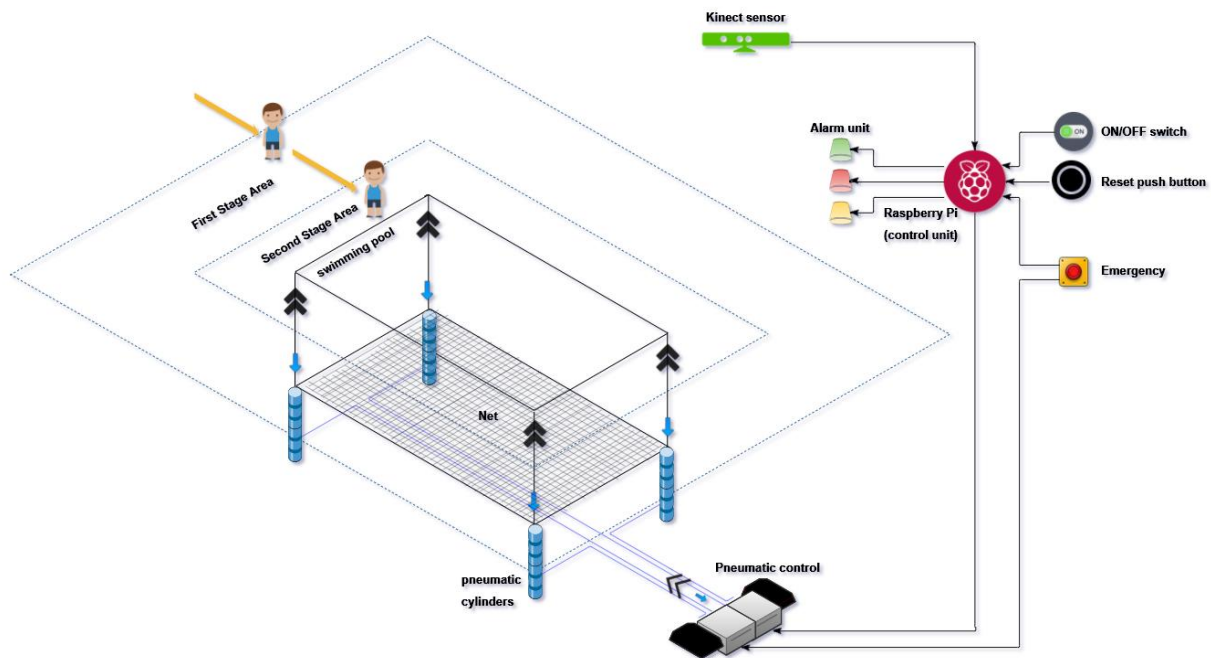 Kinect sensor
Alarm unit
ON
ON/OFF switch
Reset push button
Raspberry Pi
(control unit)
Emergency
First Stage Area
Second Stage Area
swimming pool
Net
pneumatic
cylinders
Pneumatic control